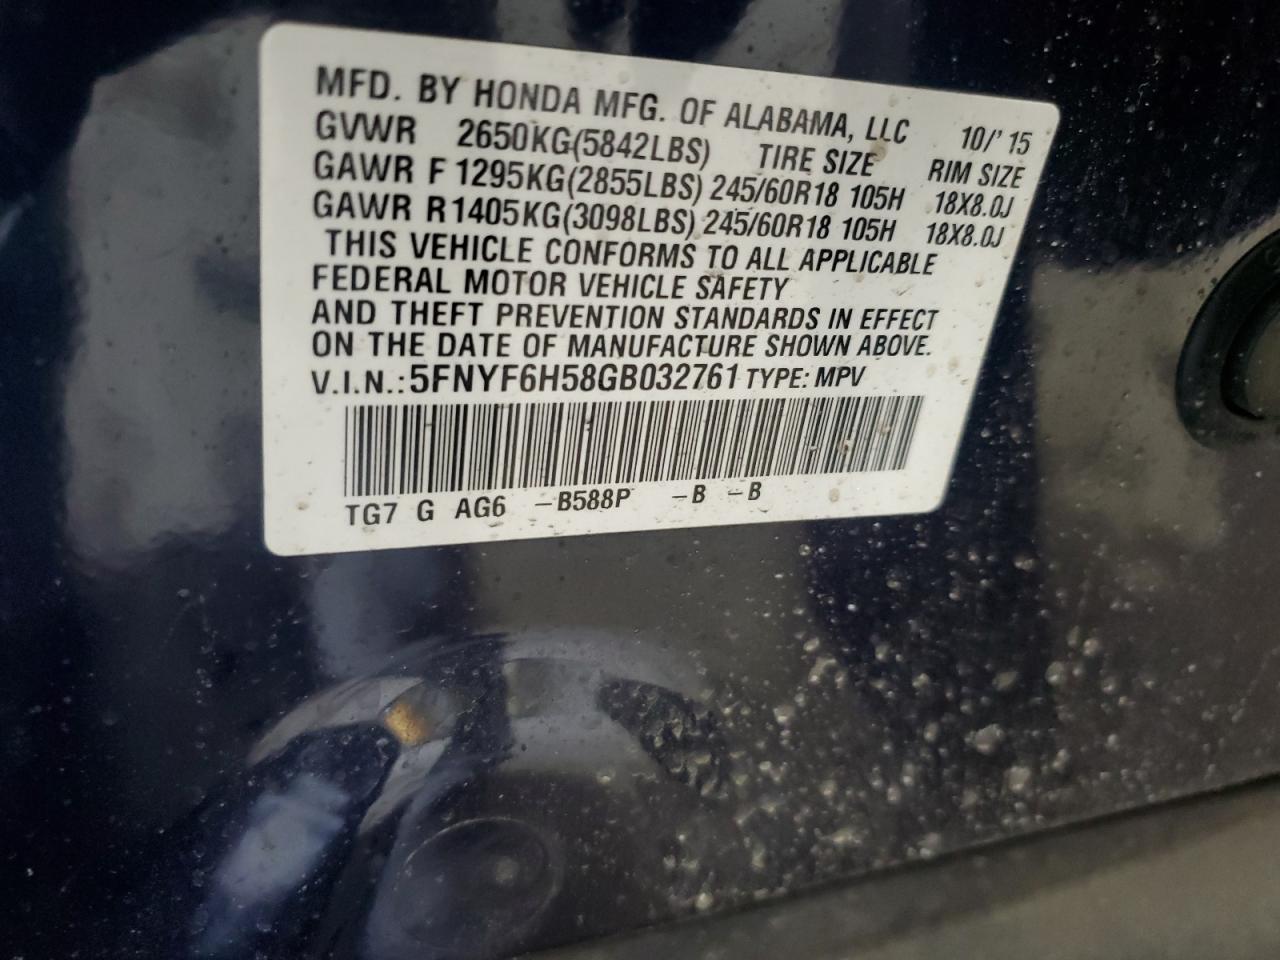 MFD. BY HONDA MFG. OF ALABAMA, LLC 10/'15
GVWR 2650KG(5842LBS) TIRE SIZE RIM SIZE
GAWR F 1295KG(2855LBS) 245/60R18 105H 18X8.0J
GAWR R1405KG(3098LBS) 245/60R18 105H 18X8.0J
THIS VEHICLE CONFORMS TO ALL APPLICABLE
FEDERAL MOTOR VEHICLE SAFETY
AND THEFT PREVENTION STANDARDS IN EFFECT
ON THE DATE OF MANUFACTURE SHOWN ABOVE.
V.I.N.:5FNYF6H58GB032761 TYPE: MPV
TG7 G AG6 -B588P -B -B